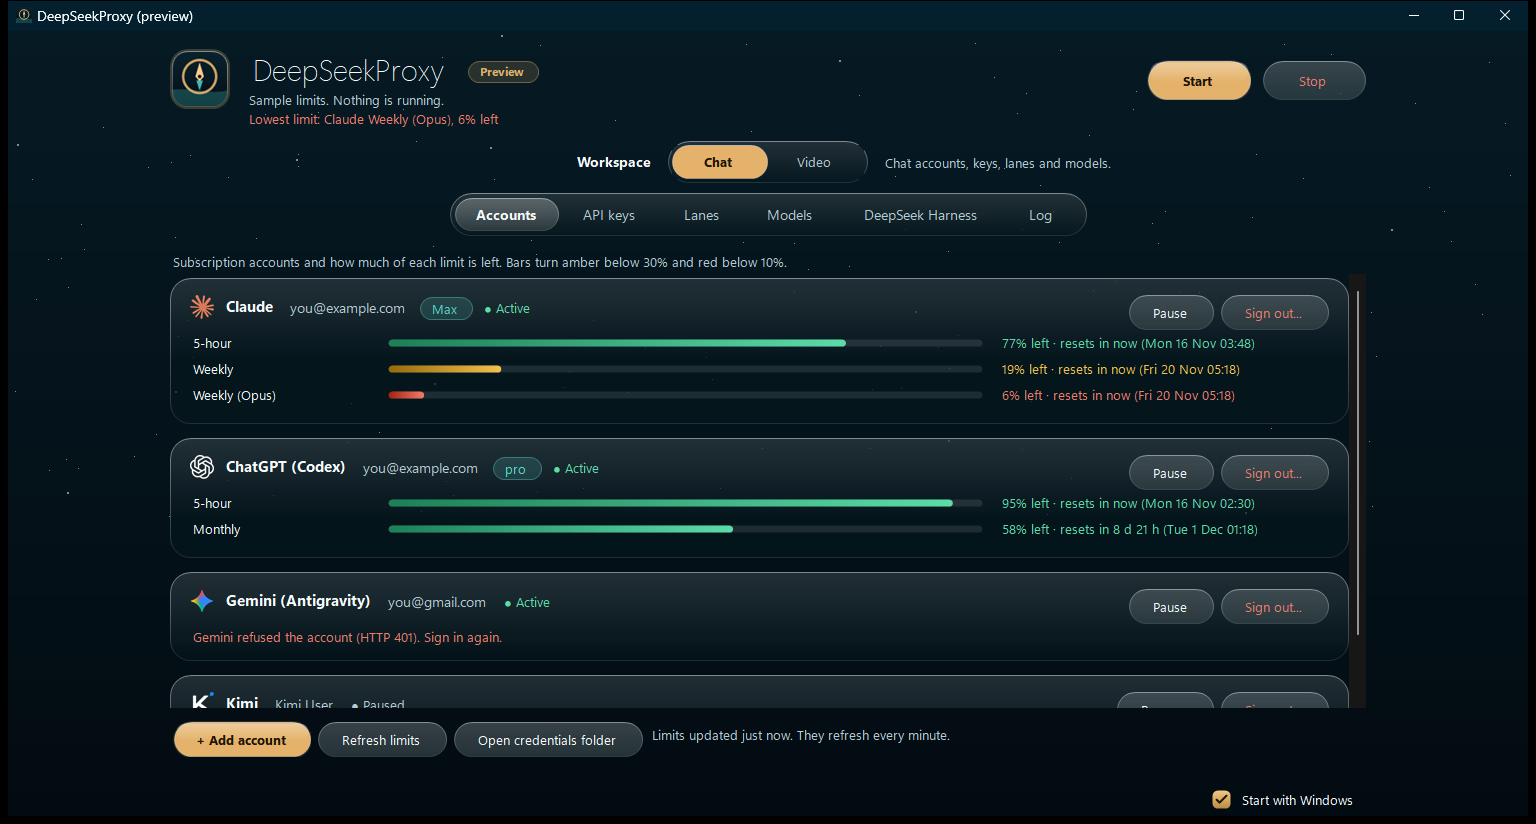 DeepSeekProxy (preview)
DeepSeekProxy Preview
Start Stop
Sample limits. Nothing is running.
Lowest limit: Claude Weekly (Opus), 6% left
Workspace Chat Video Chat accounts, keys, lanes and models.
Accounts API keys Lanes Models DeepSeek Harness Log
Subscription accounts and how much of each limit is left. Bars turn amber below 30% and red below 10%.
Claude you@example.com Max • Active Pause Sign out...
5-hour 77% left · resets in now (Mon 16 Nov 03:48)
Weekly 19% left · resets in now (Fri 20 Nov 05:18)
Weekly (Opus) 6% left · resets in now (Fri 20 Nov 05:18)
ChatGPT (Codex) you@example.com pro • Active Pause Sign out...
5-hour 95% left · resets in now (Mon 16 Nov 02:30)
Monthly 58% left · resets in 8 d 21 h (Tue 1 Dec 01:18)
Gemini (Antigravity) you@gmail.com • Active Pause Sign out...
Gemini refused the account (HTTP 401). Sign in again.
Kimi Kimi User • Paused
+ Add account Refresh limits Open credentials folder Limits updated just now. They refresh every minute.
Start with Windows